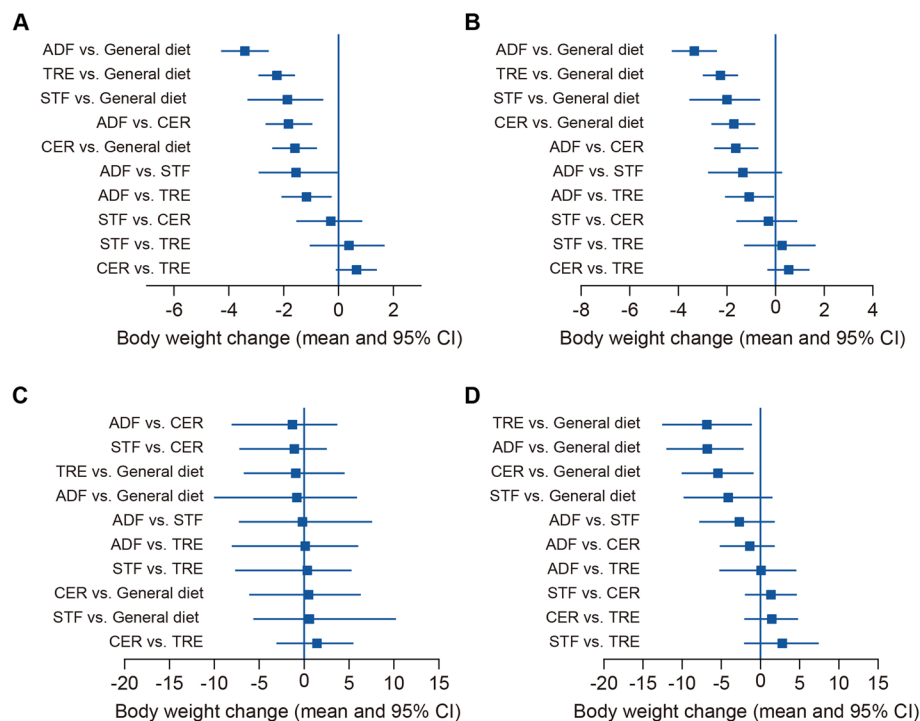 A
ADF vs. General diet
TRE vs. General diet
STF vs. General diet
ADF vs. CER
CER vs. General diet
ADF vs. STF
ADF vs. TRE
STF vs. CER
STF vs. TRE
CER vs. TRE
-6 -4 -2 0 2
Body weight change (mean and 95% CI)
B
ADF vs. General diet
TRE vs. General diet
STF vs. General diet
CER vs. General diet
ADF vs. CER
ADF vs. STF
ADF vs. TRE
STF vs. CER
STF vs. TRE
CER vs. TRE
-8 -6 -4 -2 0 2 4
Body weight change (mean and 95% CI)
C
ADF vs. CER
STF vs. CER
TRE vs. General diet
ADF vs. General diet
ADF vs. STF
ADF vs. TRE
STF vs. TRE
CER vs. General diet
STF vs. General diet
CER vs. TRE
-20 -15 -10 -5 0 5 10 15
Body weight change (mean and 95% CI)
D
TRE vs. General diet
ADF vs. General diet
CER vs. General diet
STF vs. General diet
ADF vs. STF
ADF vs. CER
ADF vs. TRE
STF vs. CER
CER vs. TRE
STF vs. TRE
-20 -15 -10 -5 0 5 10 15
Body weight change (mean and 95% CI)